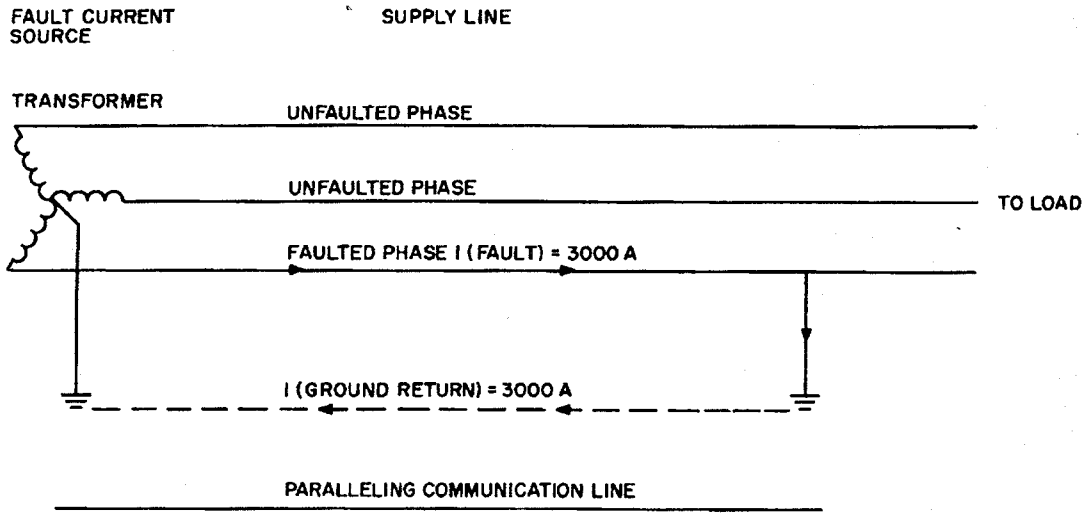 FAULT CURRENT
SOURCE
SUPPLY LINE
TRANSFORMER
UNFAULTED PHASE
UNFAULTED PHASE
TO LOAD
FAULTED PHASE I (FAULT) = 3000 A
I (GROUND RETURN) = 3000 A
PARALLELING COMMUNICATION LINE